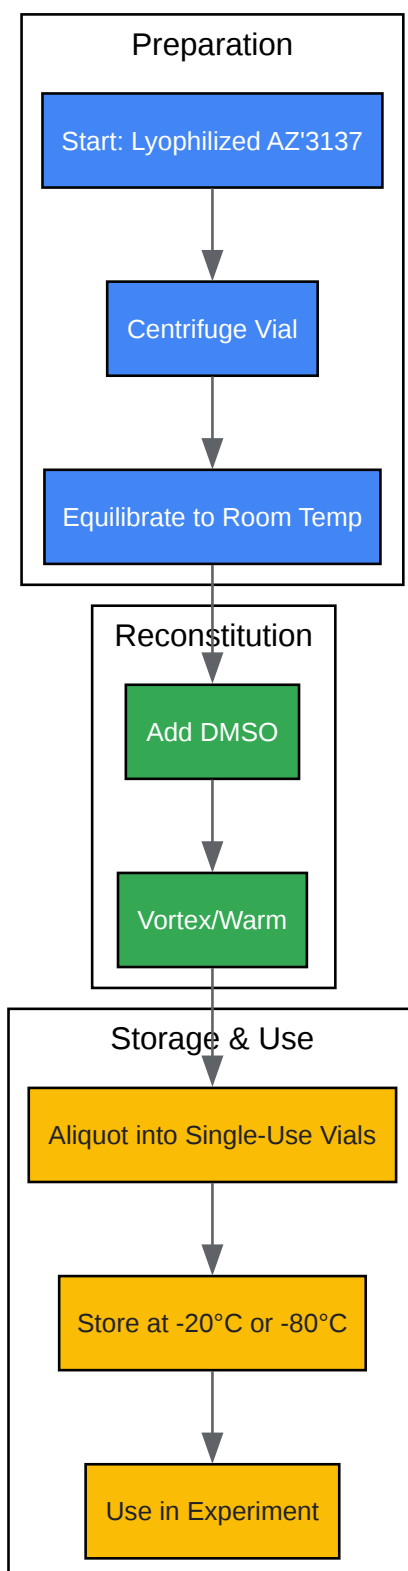 Preparation
Start: Lyophilized AZ'3137
Centrifuge Vial
Equilibrate to Room Temp
Reconstitution
Add DMSO
Vortex/Warm
Storage & Use
Aliquot into Single-Use Vials
Store at -20°C or -80°C
Use in Experiment